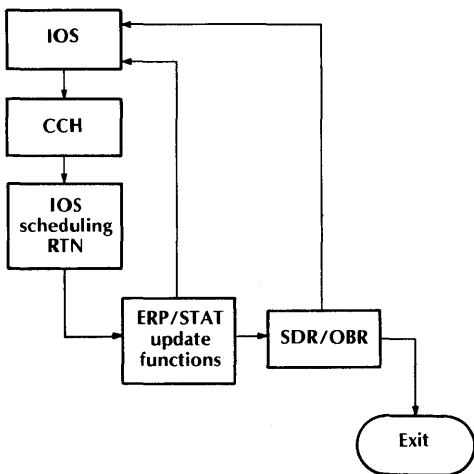 IOS
CCH
IOS
scheduling
RTN
ERP/STAT
update
functions
SDR/OBR
Exit